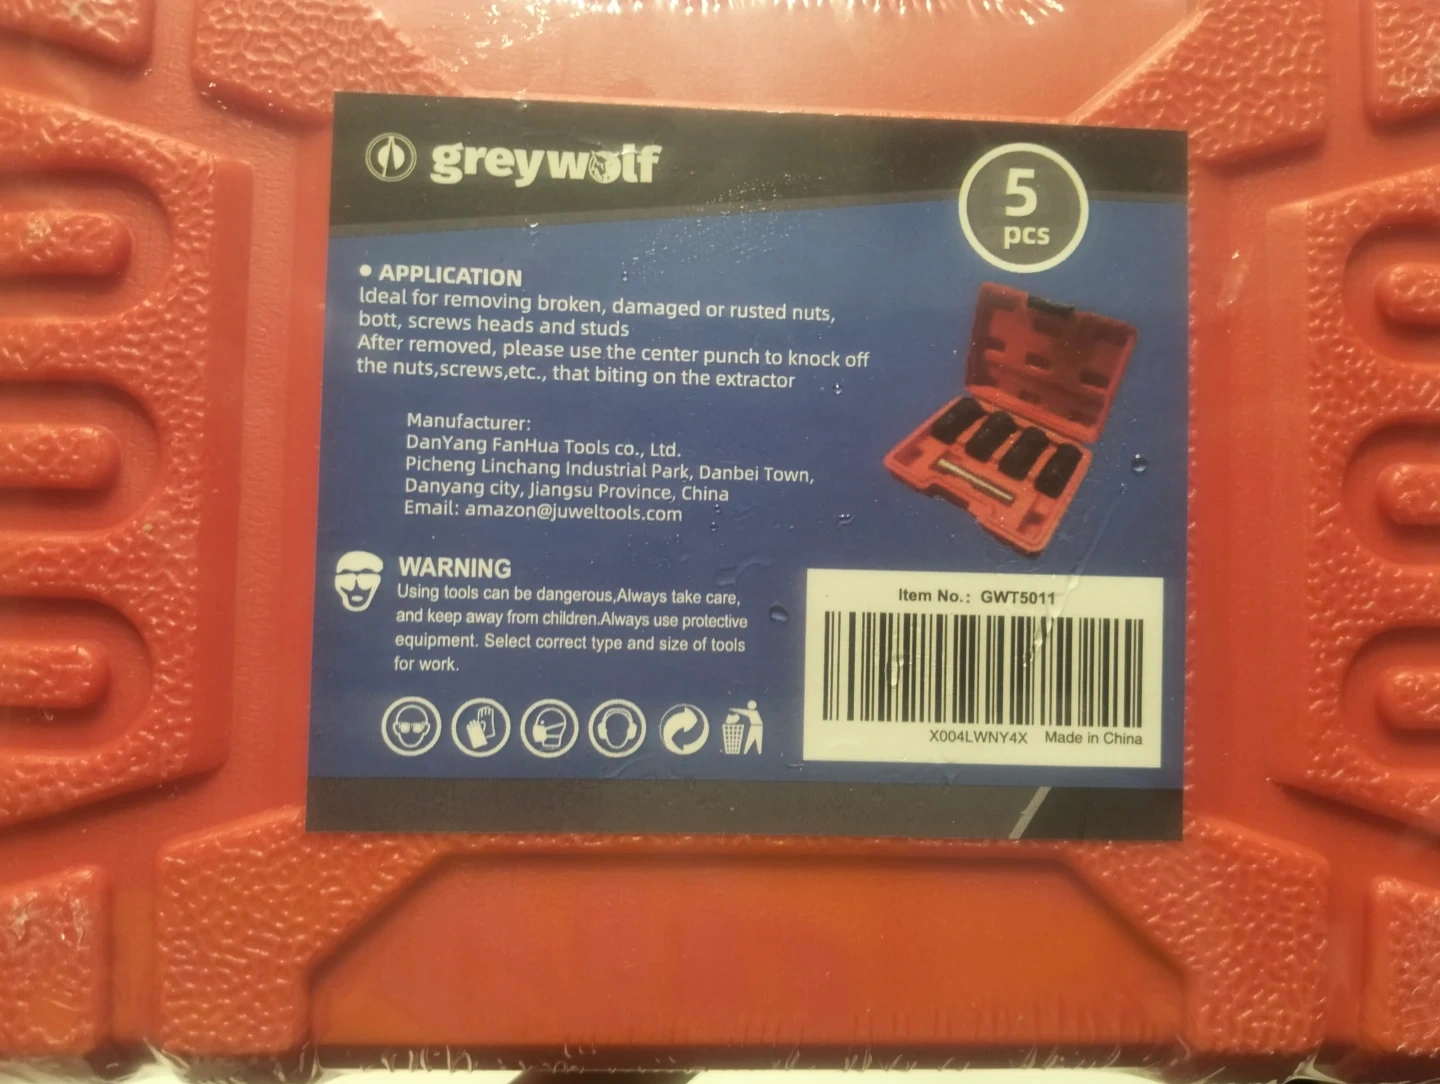 greywolf
5
pcs
• APPLICATION
Ideal for removing broken, damaged or rusted nuts,
bott, screws heads and studs
After removed, please use the center punch to knock off
the nuts,screws,etc., that biting on the extractor
Manufacturer:
DanYang FanHua Tools co., Ltd.
Picheng Linchang Industrial Park, Danbei Town,
Danyang city, Jiangsu Province, China
Email: amazon@juweltools.com
WARNING
Using tools can be dangerous,Always take care,
and keep away from children.Always use protective
equipment. Select correct type and size of tools
for work.
Item No.: GWT5011
X004LWNY4X Made in China